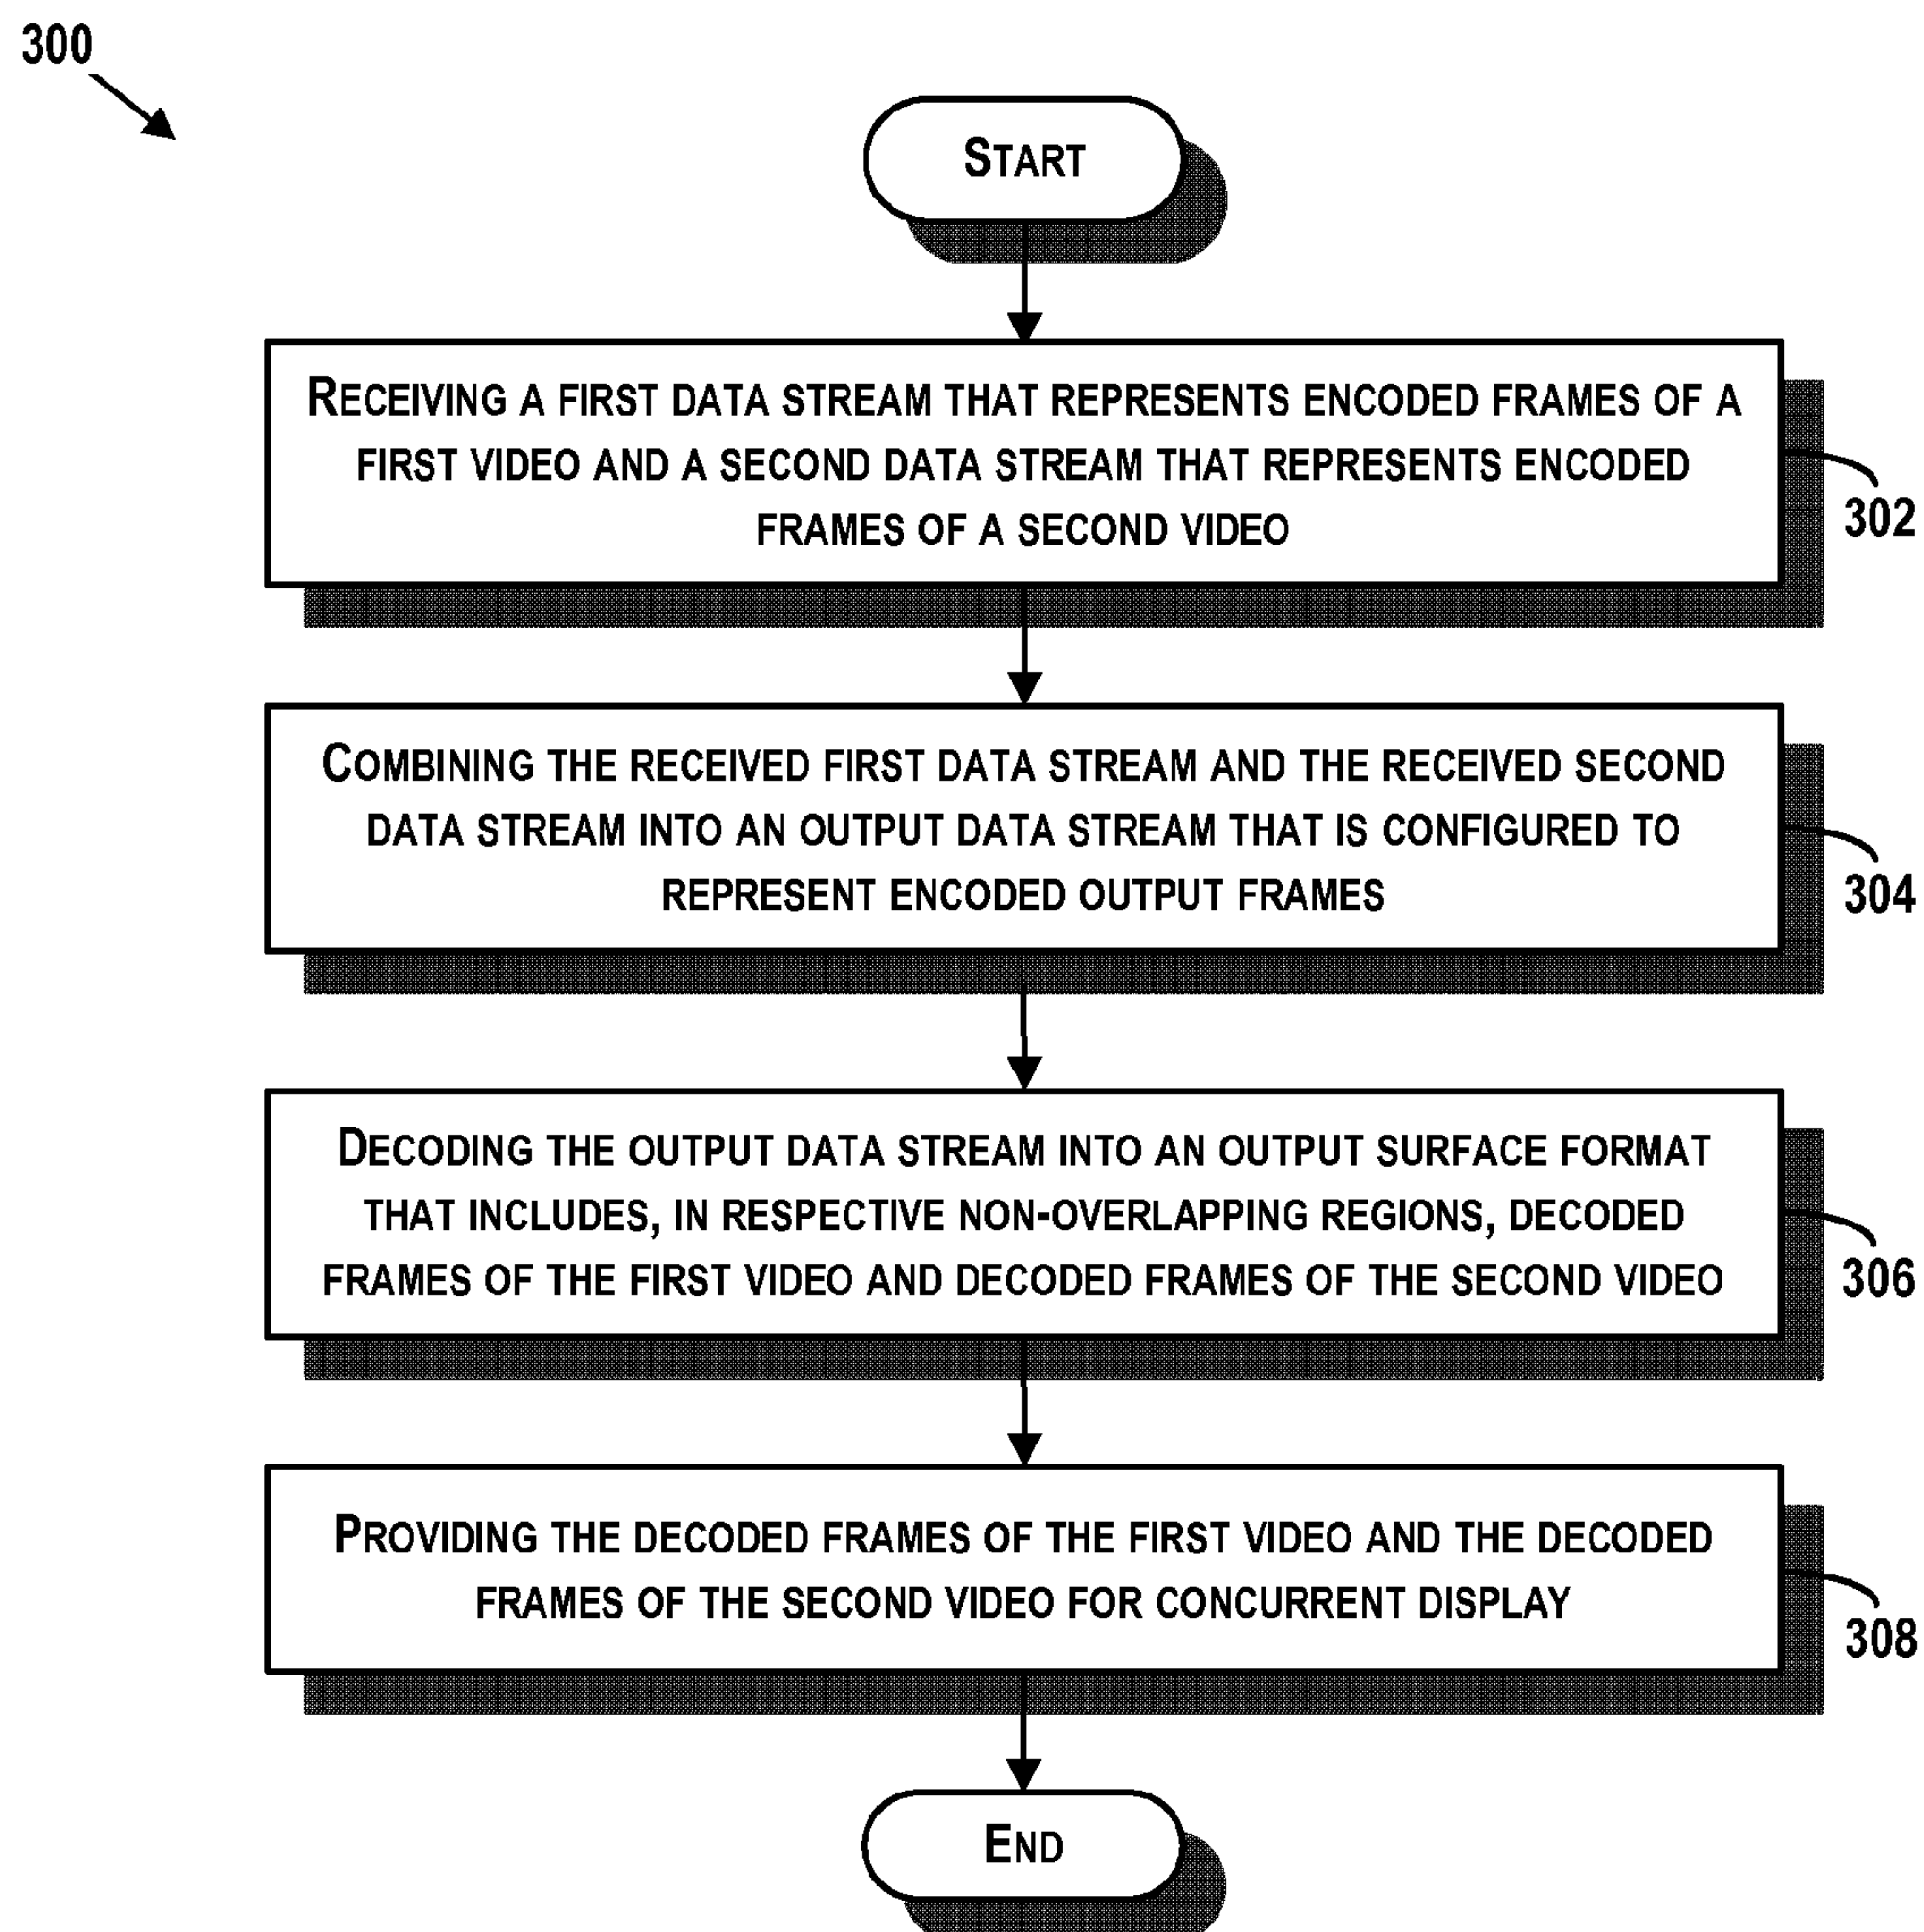 300
START
RECEIVING A FIRST DATA STREAM THAT REPRESENTS ENCODED FRAMES OF A
FIRST VIDEO AND A SECOND DATA STREAM THAT REPRESENTS ENCODED
FRAMES OF A SECOND VIDEO
302
COMBINING THE RECEIVED FIRST DATA STREAM AND THE RECEIVED SECOND
DATA STREAM INTO AN OUTPUT DATA STREAM THAT IS CONFIGURED TO
REPRESENT ENCODED OUTPUT FRAMES
304
DECODING THE OUTPUT DATA STREAM INTO AN OUTPUT SURFACE FORMAT
THAT INCLUDES, IN RESPECTIVE NON-OVERLAPPING REGIONS, DECODED
FRAMES OF THE FIRST VIDEO AND DECODED FRAMES OF THE SECOND VIDEO
306
PROVIDING THE DECODED FRAMES OF THE FIRST VIDEO AND THE DECODED
FRAMES OF THE SECOND VIDEO FOR CONCURRENT DISPLAY
308
END